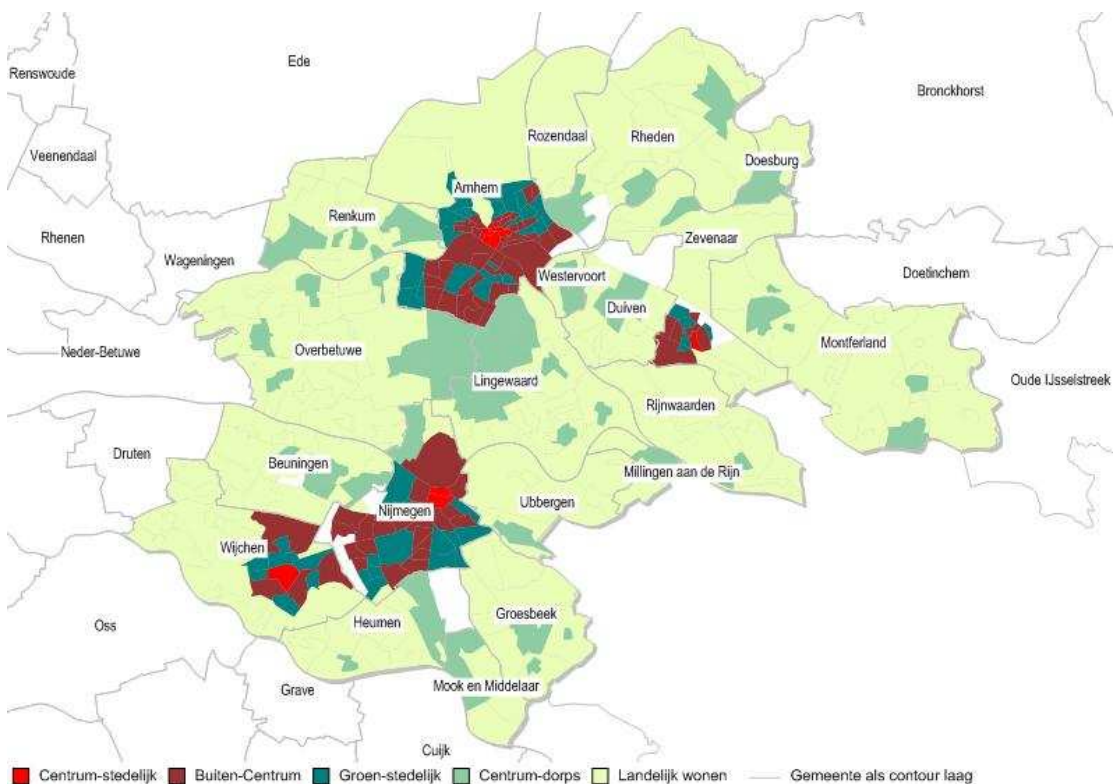 Renswoude
Ede
Bronckhorst
Rozendaal
Rheden
Veenendaal
Doesburg
Arnhem
Renkum
Rhenen
Zevenaar
Wageningen
Westervoort
Doetinchem
Duiven
Neder-Betuwe
Overbetuwe
Montferland
Lingewaard
Oude IJsselstreek
Rijnwaarden
Druten
Beuningen
Millingen aan de Rijn
Ubbergen
Nijmegen
Wijchen
Groesbeek
Heumen
Oss
Mook en Middelaar
Grave
Cuijk
Centrum-stedelijk Buiten-Centrum Groen-stedelijk Centrum-dorps Landelijk wonen Gemeente als contour laag